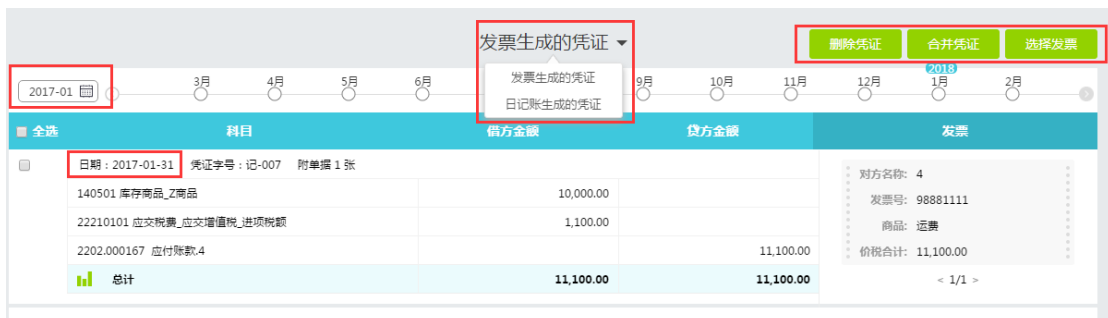 发票生成的凭证
删除凭证 合并凭证 选择发票
发票生成的凭证
日记账生成的凭证
2017-01 3月 4月 5月 6月 9月 10月 11月 12月 2018 1月 2月
全选 科目 借方金额 贷方金额 发票
日期：2017-01-31 凭证字号：记-007 附单据 1 张
140501 库存商品_Z商品 10,000.00
22210101 应交税费_应交增值税_进项税额 1,100.00
2202.000167 应付账款.4 11,100.00
总计 11,100.00 11,100.00
对方名称: 4
发票号: 98881111
商品: 运费
价税合计: 11,100.00
< 1/1 >